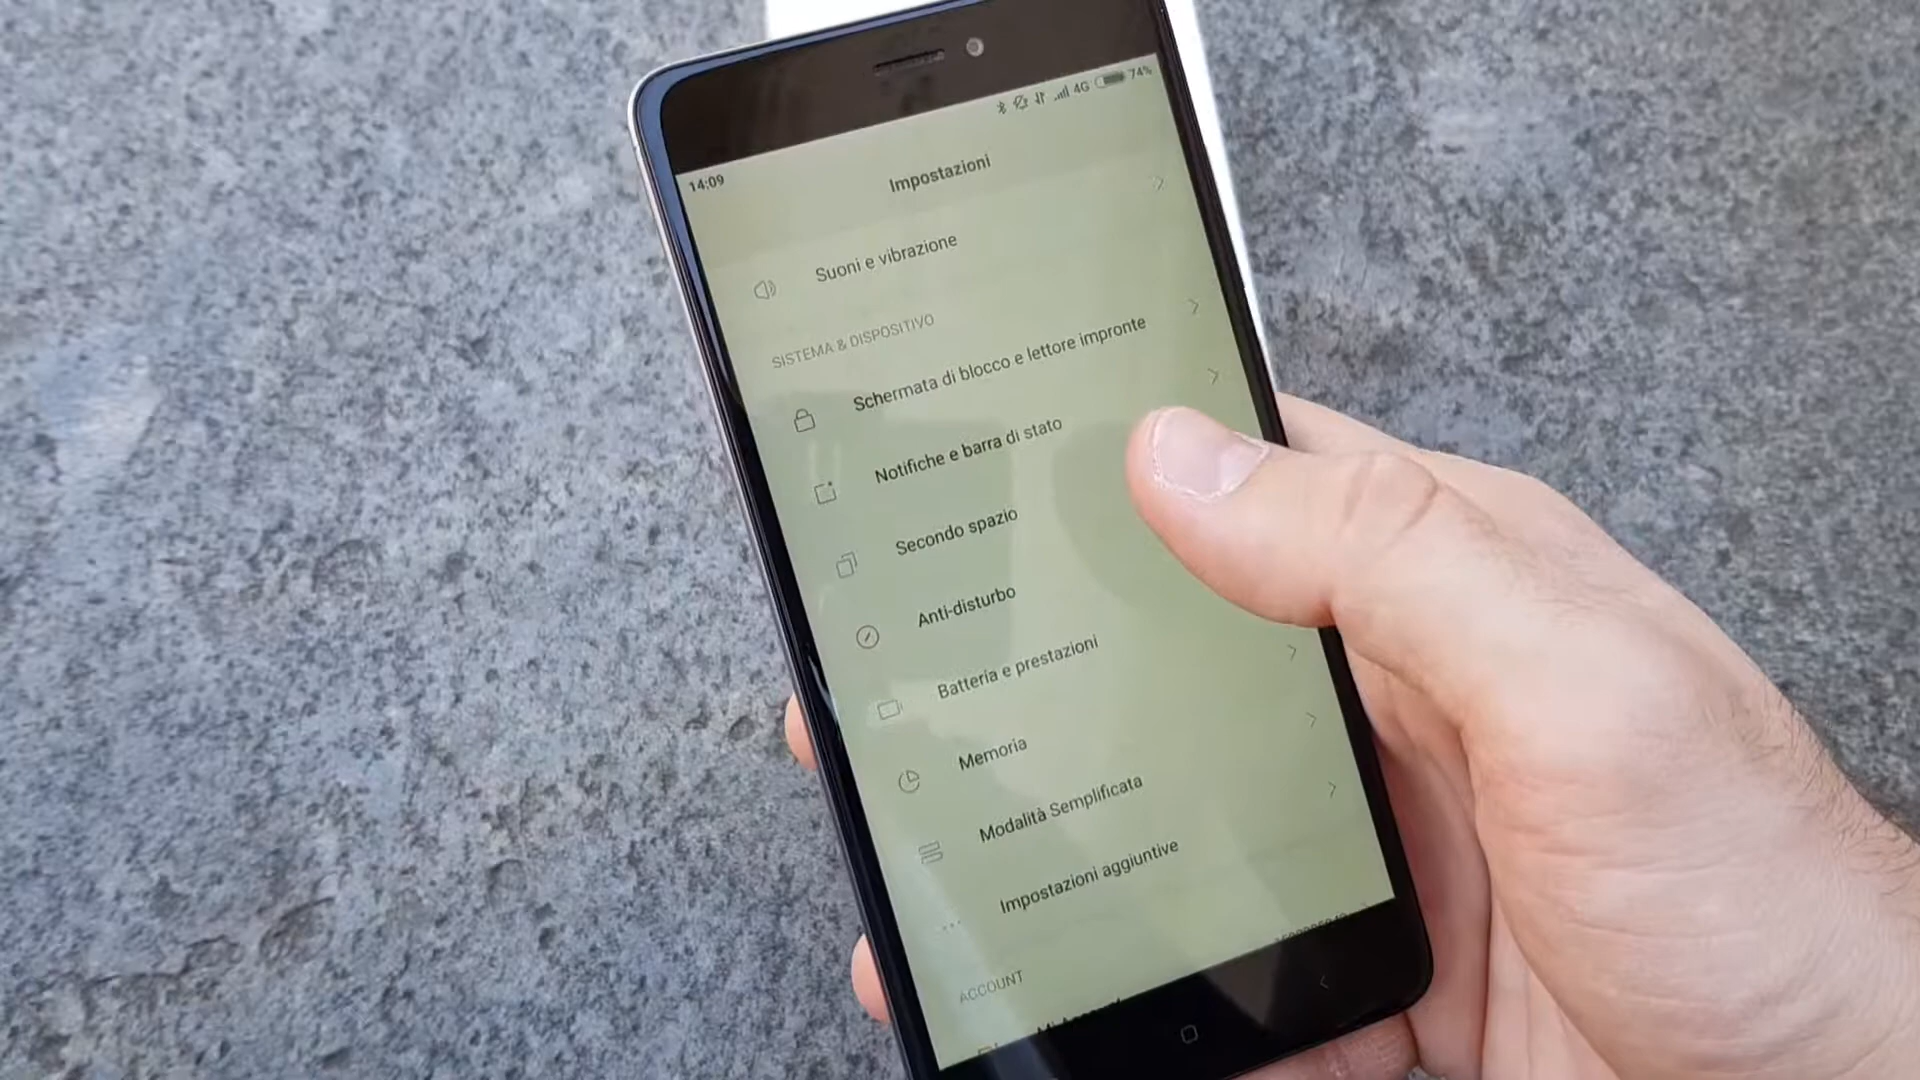 14:09
4G 74%
Impostazioni
Suoni e vibrazione
SISTEMA & DISPOSITIVO
Schermata di blocco e lettore impronte
Notifiche e barra di stato
Secondo spazio
Anti-disturbo
Batteria e prestazioni
Memoria
Modalità Semplificata
Impostazioni aggiuntive
ACCOUNT